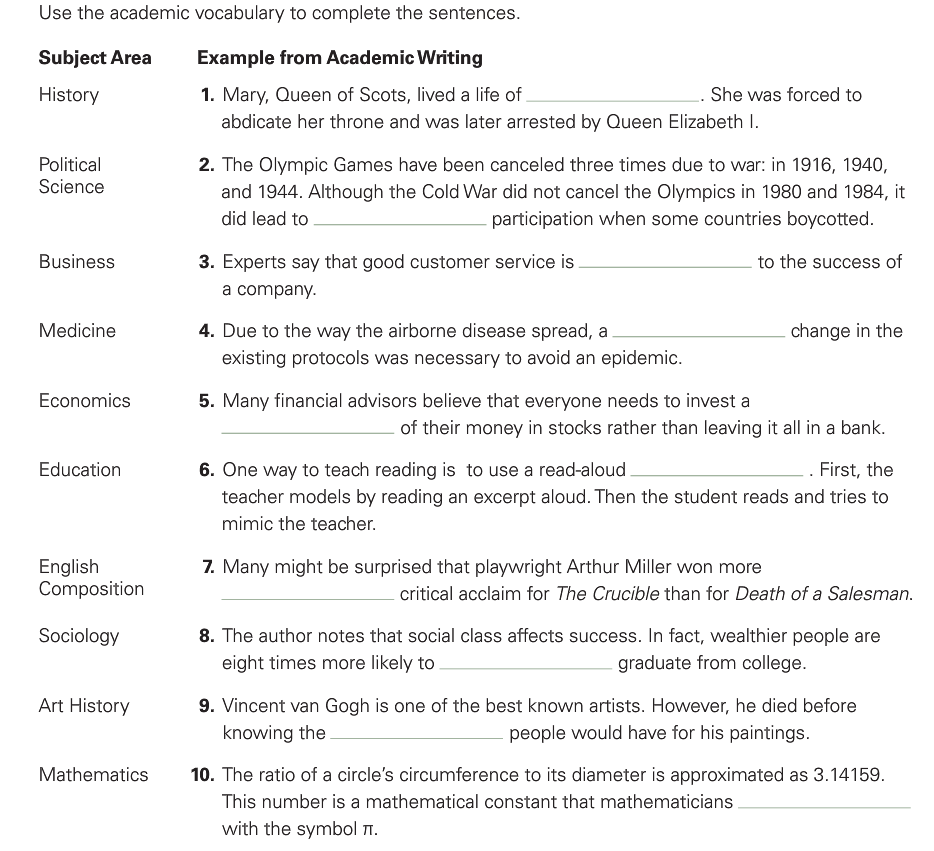 Use the academic vocabulary to complete the sentences.
Subject Area Example from Academic Writing
History 1. Mary, Queen of Scots, lived a life of ____________________. She was forced to
abdicate her throne and was later arrested by Queen Elizabeth I.
Political 2. The Olympic Games have been canceled three times due to war: in 1916, 1940,
Science and 1944. Although the Cold War did not cancel the Olympics in 1980 and 1984, it
did lead to ____________________ participation when some countries boycotted.
Business 3. Experts say that good customer service is ____________________ to the success of
a company.
Medicine 4. Due to the way the airborne disease spread, a ____________________ change in the
existing protocols was necessary to avoid an epidemic.
Economics 5. Many financial advisors believe that everyone needs to invest a
____________________ of their money in stocks rather than leaving it all in a bank.
Education 6. One way to teach reading is to use a read-aloud ____________________ . First, the
teacher models by reading an excerpt aloud. Then the student reads and tries to
mimic the teacher.
English 7. Many might be surprised that playwright Arthur Miller won more
Composition ____________________ critical acclaim for The Crucible than for Death of a Salesman.
Sociology 8. The author notes that social class affects success. In fact, wealthier people are
eight times more likely to ____________________ graduate from college.
Art History 9. Vincent van Gogh is one of the best known artists. However, he died before
knowing the ____________________ people would have for his paintings.
Mathematics 10. The ratio of a circle's circumference to its diameter is approximated as 3.14159.
This number is a mathematical constant that mathematicians ____________________
with the symbol π.